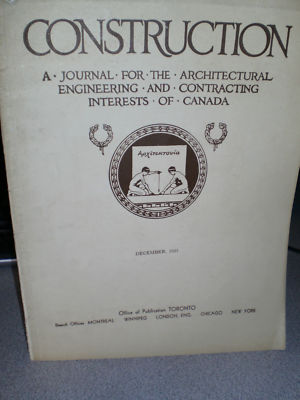 CONSTRUCTION
A · JOURNAL · FOR · THE · ARCHITECTURAL
ENGINEERING · AND · CONTRACTING
INTERESTS · OF · CANADA
Αρχιτεκτονία
DECEMBER,
Office of Publication TORONTO
Branch Offices MONTREAL WINNIPEG LONDON, ENG. CHICAGO NEW YORK